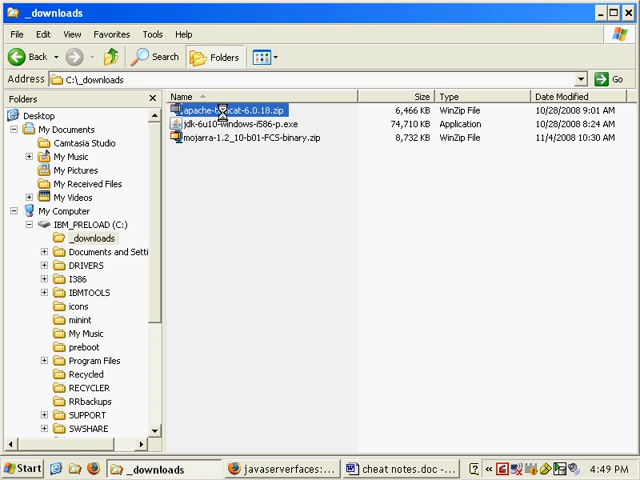 _downloads
File Edit View Favorites Tools Help
Back Search Folders
Address C:\_downloads Go
Folders
Name Size Type Date Modified
apache-t cat-6.0.18.zip 6,466 KB WinZip File 10/28/2008 9:01 AM
jdk-6u10-windows-i586-p.exe 74,710 KB Application 10/28/2008 8:24 AM
mojarra-1.2_10-b01-FCS-binary.zip 8,732 KB WinZip File 11/4/2008 10:30 AM
Desktop
My Documents
Camtasia Studio
My Music
My Pictures
My Received Files
My Videos
My Computer
IBM_PRELOAD (C:)
_downloads
Documents and Setti
DRIVERS
I386
IBMTOOLS
icons
minint
My Music
preboot
Program Files
Recycled
RECYCLER
RRbackups
SUPPORT
SWSHARE
Start _downloads javaserverfaces:... cheat notes.doc -... 4:49 PM